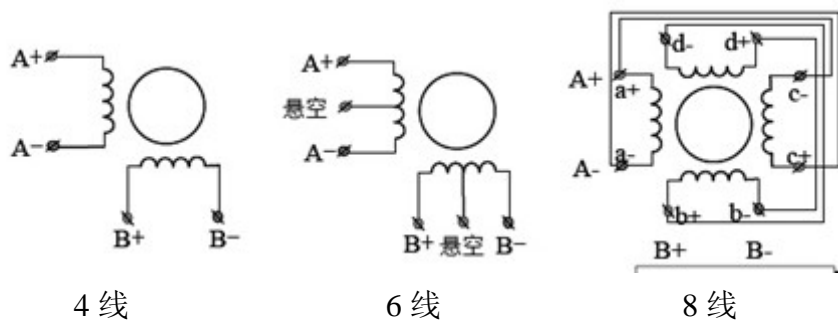 A+
A−
B+ B−
4 线
A+
悬空
A−
B+ 悬空 B−
6 线
d- d+
A+ a+ c-
A- a- c+
b+ b-
B+ B-
8 线